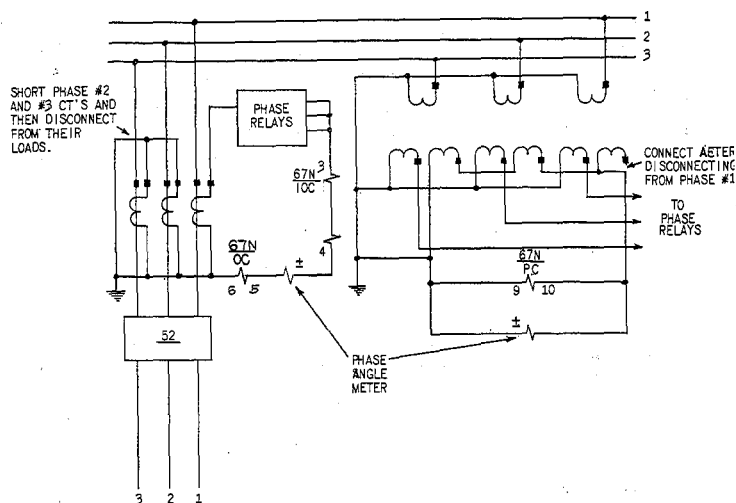 1
2
3
SHORT PHASE #2
AND #3 CT'S AND
THEN DISCONNECT
FROM THEIR
LOADS.
PHASE
RELAYS
67N
IOC
3
4
67N
OC
6 5 ±
52
3 2 1
PHASE
ANGLE
METER
CONNECT AFTER
DISCONNECTING
FROM PHASE #1
TO
PHASE
RELAYS
67N
PC
9 10
±